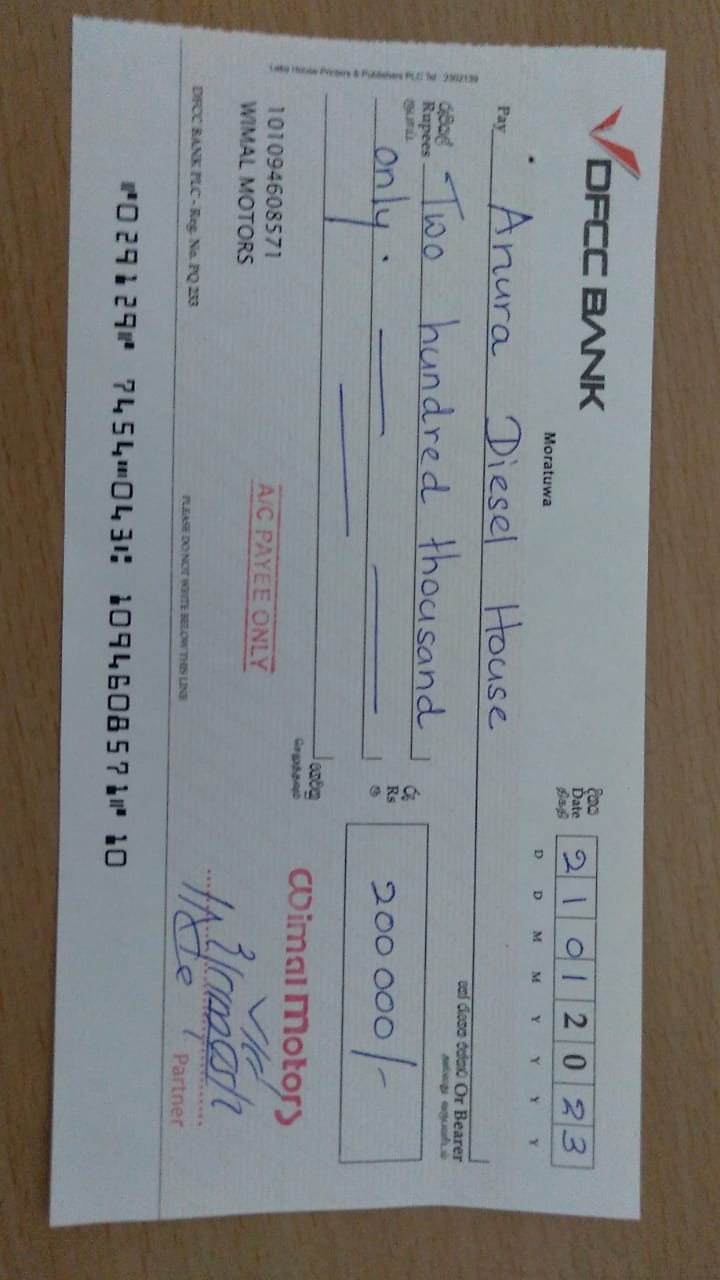 DFCC BANK
Moratuwa
දිනය
Date
திகதி
21012023
D D M M Y Y Y Y
Pay Anura Diesel House
Or Bearer
රුපියල්
Rupees Two hundred thousand
ரூபாய்
only.
රු
Rs 200 000/-
ரூ
Lake House Printers & Publishers PLC Tel : 2302139
101094608571
WIMAL MOTORS
A/C PAYEE ONLY
Wimal Motors
Partner
DFCC BANK PLC - Reg. No. PQ 233
PLEASE DO NOT WRITE BELOW THIS LINE
⑈029129⑈ 7454⑉043⑆ 1094608571⑈ 10